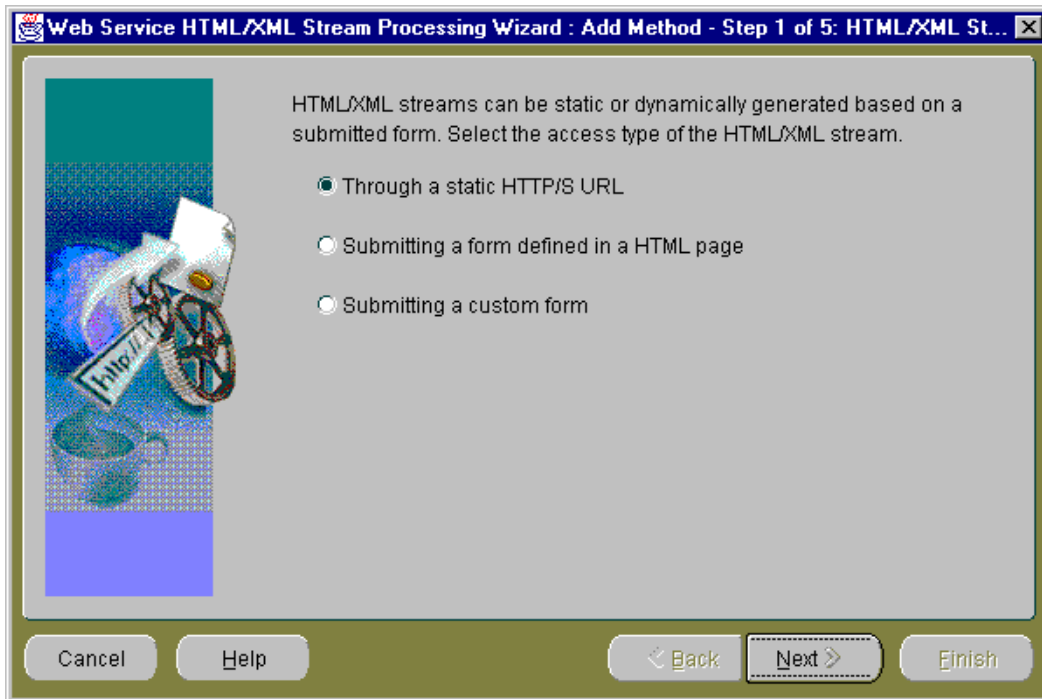 Web Service HTML/XML Stream Processing Wizard : Add Method - Step 1 of 5: HTML/XML St...
HTML/XML streams can be static or dynamically generated based on a
submitted form. Select the access type of the HTML/XML stream.
Through a static HTTP/S URL
Submitting a form defined in a HTML page
Submitting a custom form
http://
Cancel Help Back Next Finish